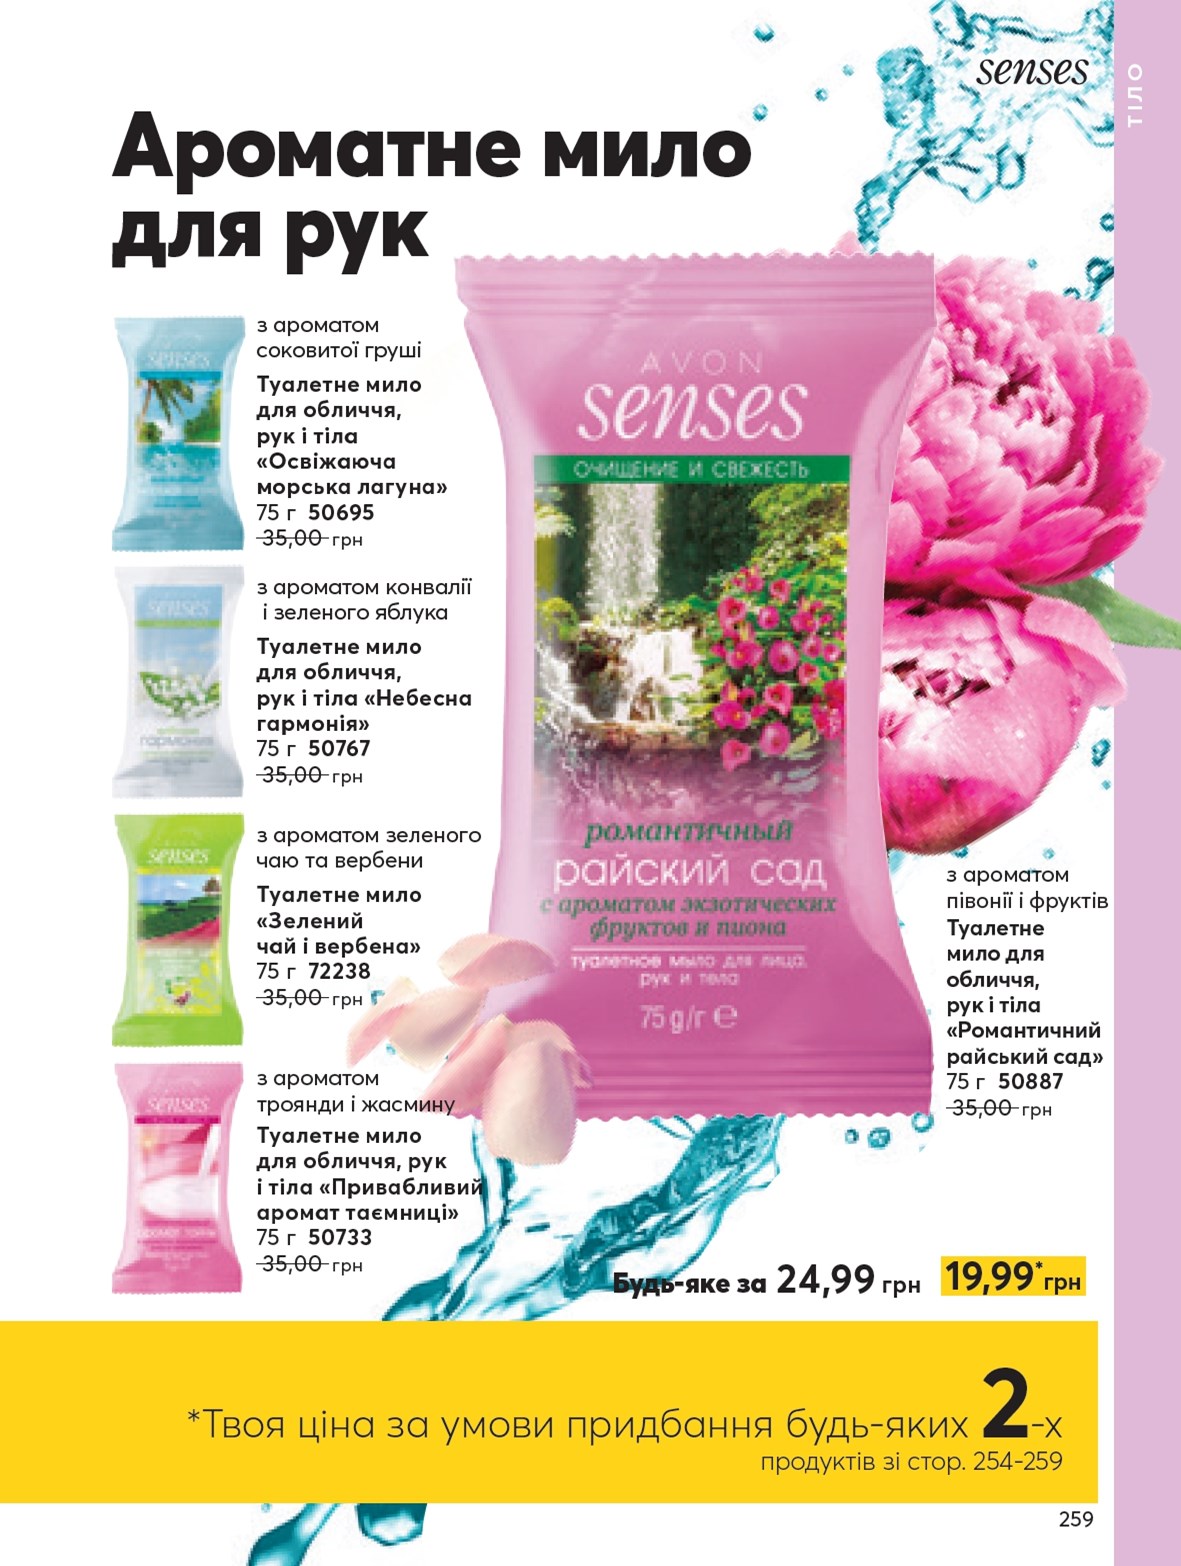 senses
ТІЛО
Ароматне мило
для рук
з ароматом
соковитої груші
Туалетне мило
для обличчя,
рук і тіла
«Освіжаюча
морська лагуна»
75 г 50695
35,00 грн
з ароматом конвалії
і зеленого яблука
Туалетне мило
для обличчя,
рук і тіла «Небесна
гармонія»
75 г 50767
35,00 грн
з ароматом зеленого
чаю та вербени
Туалетне мило
«Зелений
чай і вербена»
75 г 72238
35,00 грн
з ароматом
троянди і жасмину
Туалетне мило
для обличчя, рук
і тіла «Привабливий
аромат таємниці»
75 г 50733
35,00 грн
senses
senses
гармония
senses
senses
AVON
senses
ОЧИЩЕНИЕ И СВЕЖЕСТЬ
романтичный
райский сад
с ароматом экзотических
фруктов и пиона
туалетное мыло для лица,
рук и тела
75 g/г e
з ароматом
півонії і фруктів
Туалетне
мило для
обличчя,
рук і тіла
«Романтичний
райський сад»
75 г 50887
35,00 грн
Будь-яке за 24,99 грн 19,99* грн
*Твоя ціна за умови придбання будь-яких 2-х
продуктів зі стор. 254-259
259